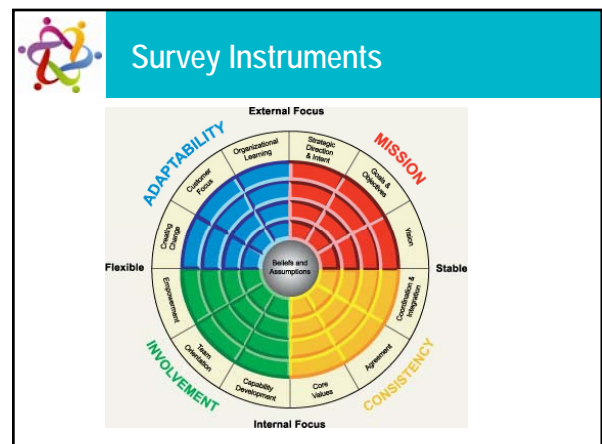 Survey Instruments
External Focus
ADAPTABILITY
MISSION
Organizational
Learning
Strategic
Direction
& Intent
Customer
Focus
Goals &
Objectives
Creating
Change
Vision
Flexible
Beliefs and
Assumptions
Stable
Empowerment
Coordination &
Integration
Team
Orientation
Agreement
Capability
Development
Core
Values
INVOLVEMENT
CONSISTENCY
Internal Focus